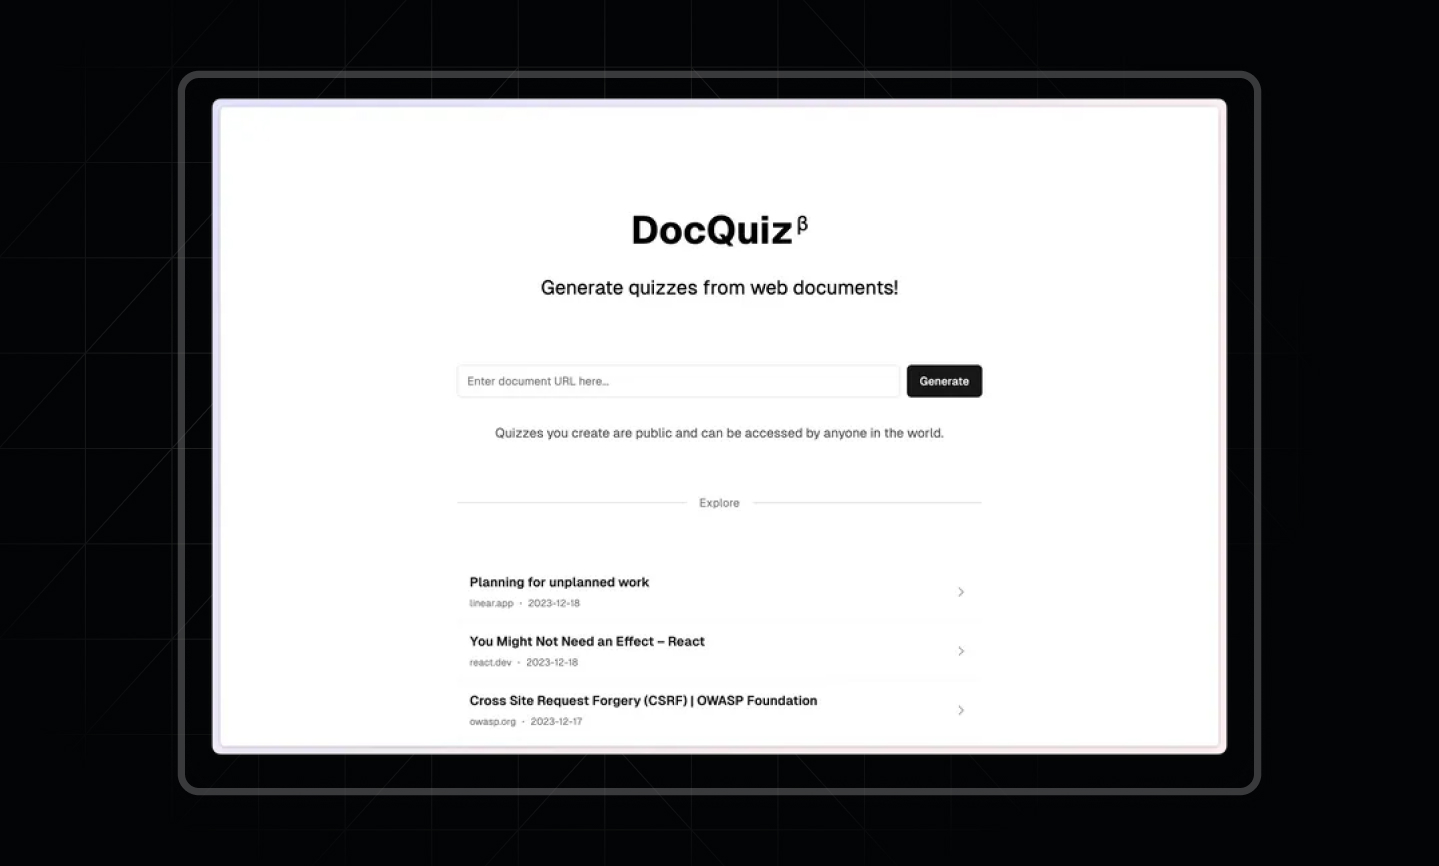 DocQuiz β
Generate quizzes from web documents!
Enter document URL here...
Generate
Quizzes you create are public and can be accessed by anyone in the world.
Explore
Planning for unplanned work
linear.app · 2023-12-18
You Might Not Need an Effect – React
react.dev · 2023-12-18
Cross Site Request Forgery (CSRF) | OWASP Foundation
owasp.org · 2023-12-17